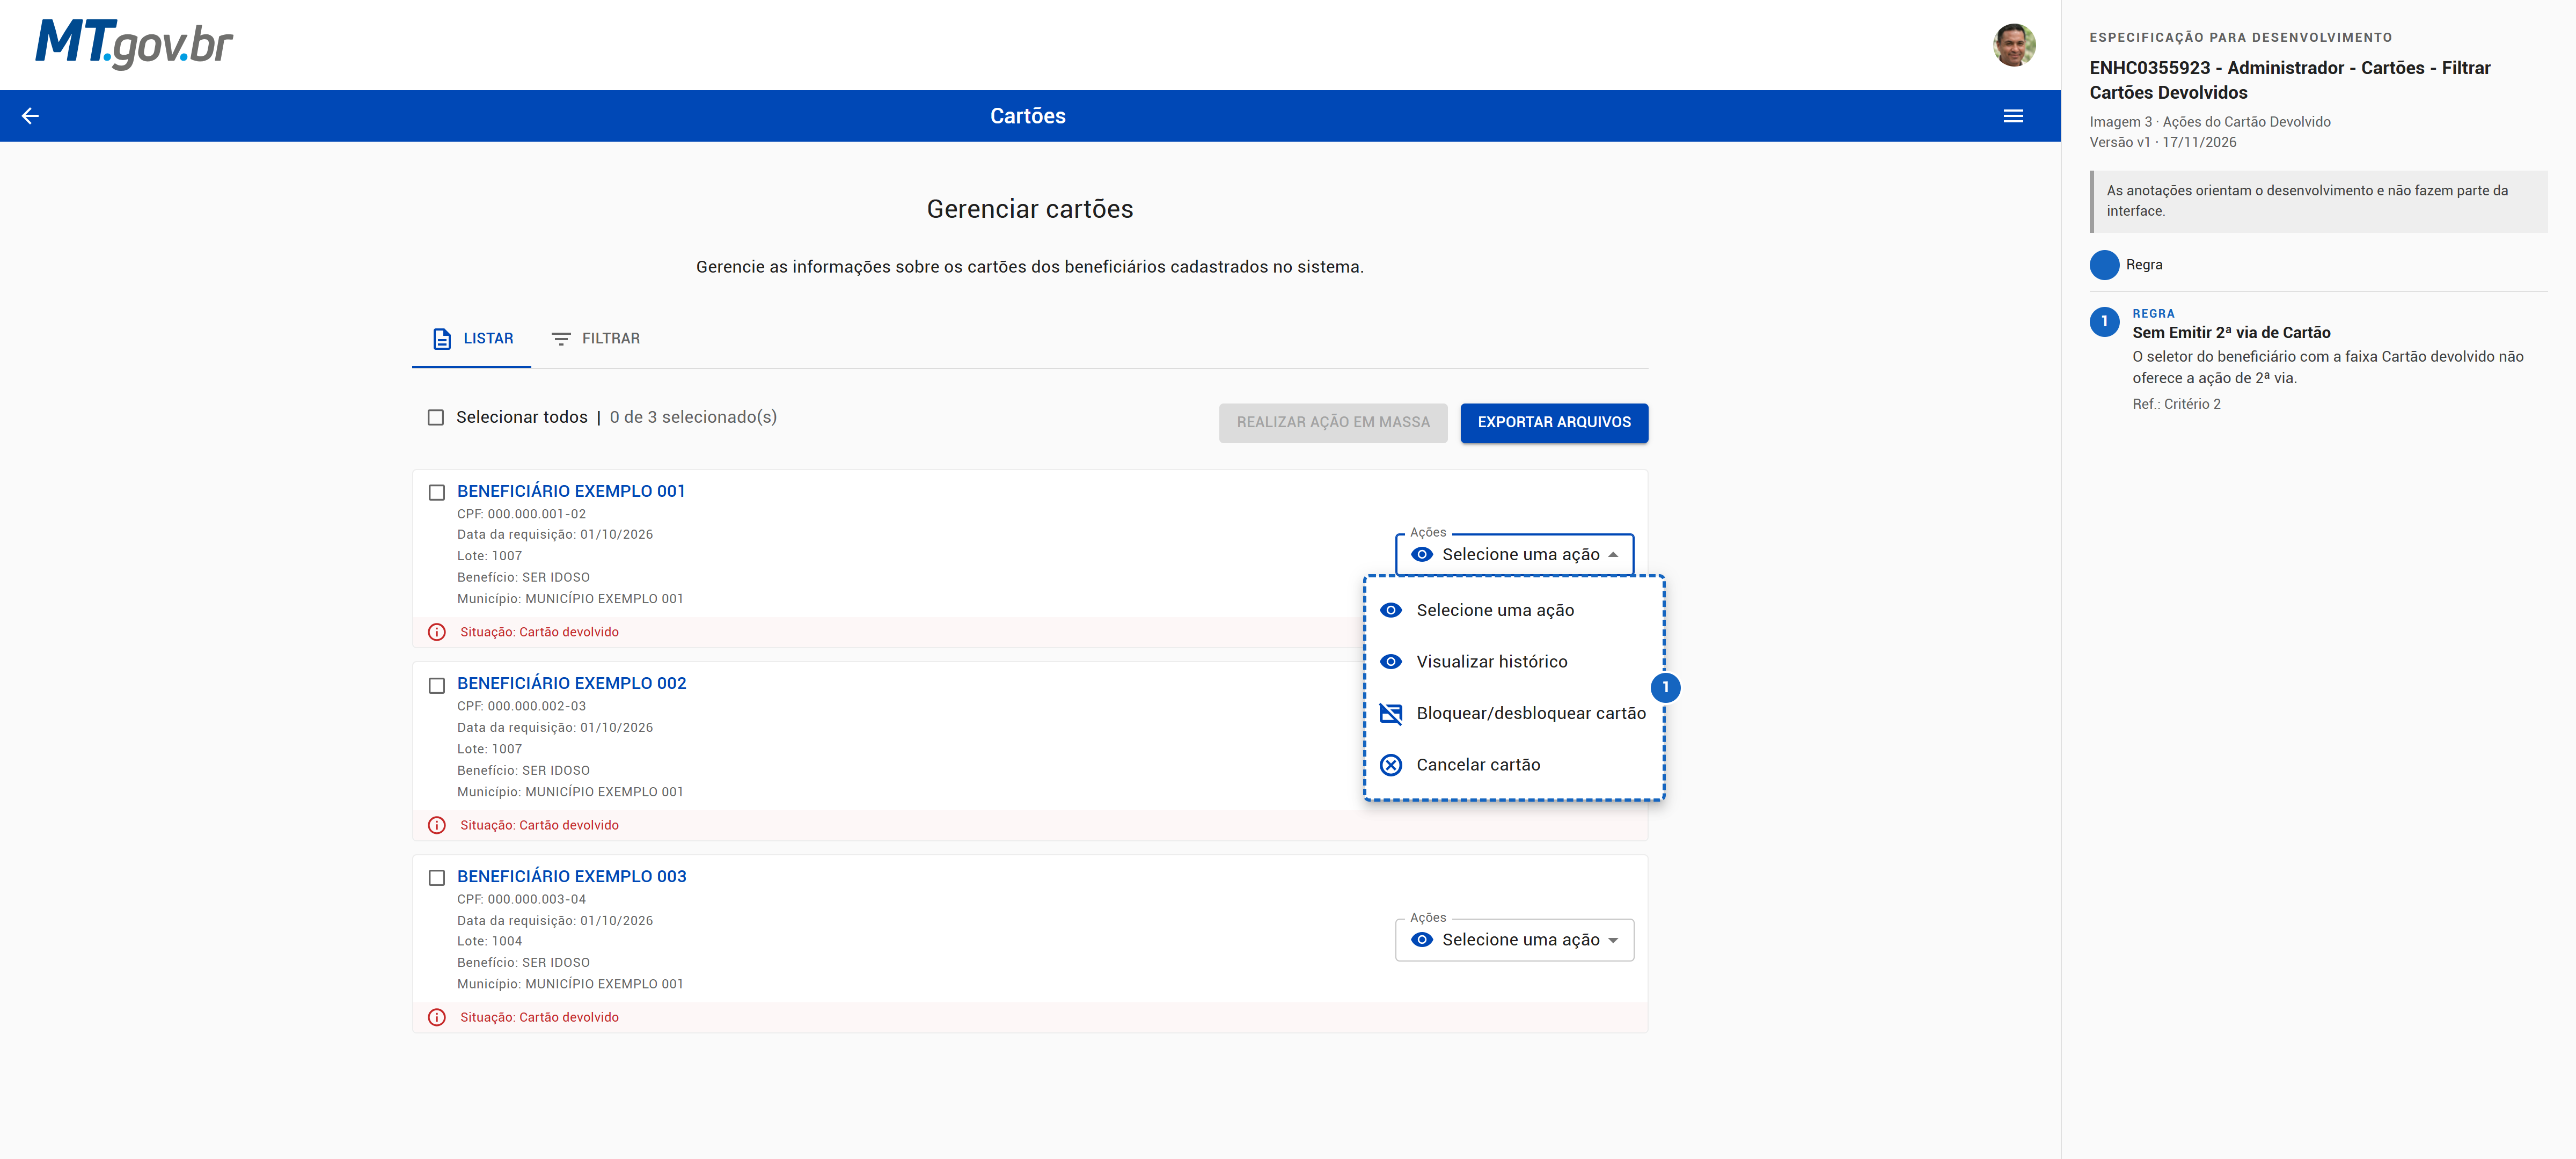 MT.gov.br
Cartões
Gerenciar cartões
Gerencie as informações sobre os cartões dos beneficiários cadastrados no sistema.
LISTAR
FILTRAR
Selecionar todos | 0 de 3 selecionado(s)
REALIZAR AÇÃO EM MASSA
EXPORTAR ARQUIVOS
BENEFICIÁRIO EXEMPLO 001
CPF: 000.000.001-02
Data da requisição: 01/10/2026
Lote: 1007
Benefício: SER IDOSO
Município: MUNICÍPIO EXEMPLO 001
Situação: Cartão devolvido
Ações
Selecione uma ação
Selecione uma ação
Visualizar histórico
Bloquear/desbloquear cartão
Cancelar cartão
1
BENEFICIÁRIO EXEMPLO 002
CPF: 000.000.002-03
Data da requisição: 01/10/2026
Lote: 1007
Benefício: SER IDOSO
Município: MUNICÍPIO EXEMPLO 001
Situação: Cartão devolvido
BENEFICIÁRIO EXEMPLO 003
CPF: 000.000.003-04
Data da requisição: 01/10/2026
Lote: 1004
Benefício: SER IDOSO
Município: MUNICÍPIO EXEMPLO 001
Situação: Cartão devolvido
Ações
Selecione uma ação
ESPECIFICAÇÃO PARA DESENVOLVIMENTO
ENHC0355923 - Administrador - Cartões - Filtrar
Cartões Devolvidos
Imagem 3 · Ações do Cartão Devolvido
Versão v1 · 17/11/2026
As anotações orientam o desenvolvimento e não fazem parte da
interface.
Regra
1
REGRA
Sem Emitir 2ª via de Cartão
O seletor do beneficiário com a faixa Cartão devolvido não
oferece a ação de 2ª via.
Ref.: Critério 2